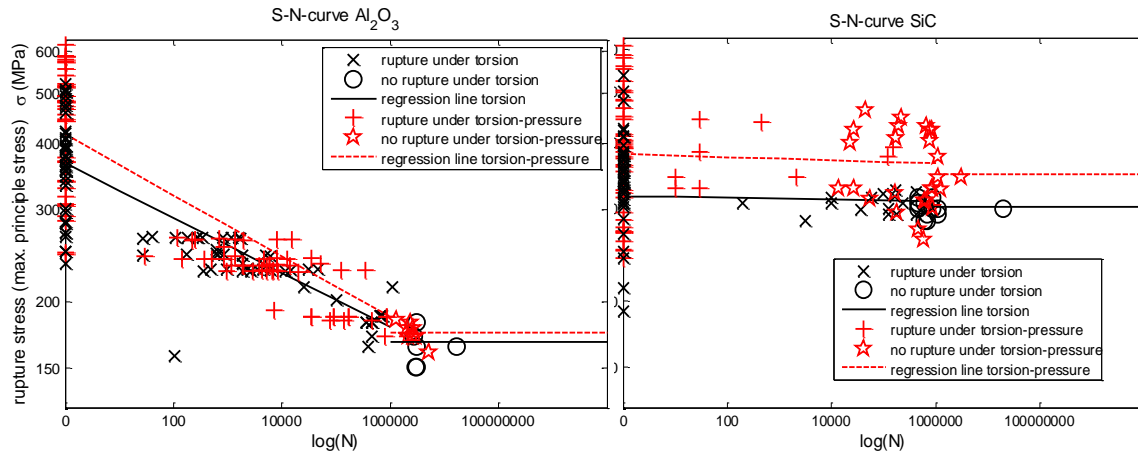 S-N-curve Al2O3
rupture stress (max. principle stress) σ (MPa)
600
500
400
300
200
150
rupture under torsion
no rupture under torsion
regression line torsion
rupture under torsion-pressure
no rupture under torsion-pressure
regression line torsion-pressure
0 100 10000 1000000 100000000
log(N)
S-N-curve SiC
rupture under torsion
no rupture under torsion
regression line torsion
rupture under torsion-pressure
no rupture under torsion-pressure
regression line torsion-pressure
0 100 10000 1000000 100000000
log(N)